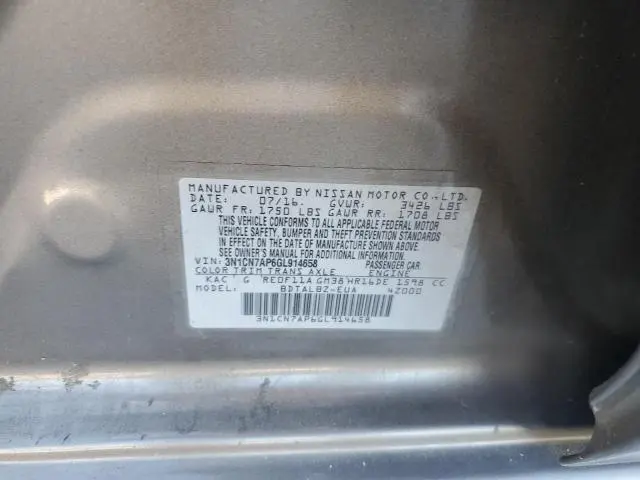 MANUFACTURED BY NISSAN MOTOR CO.,LTD.
DATE: 07/16. GVWR: 3426 LBS
GAWR FR: 1750 LBS GAWR RR: 1708 LBS
THIS VEHICLE CONFORMS TO ALL APPLICABLE FEDERAL MOTOR
VEHICLE SAFETY, BUMPER AND THEFT PREVENTION STANDARDS
IN EFFECT ON THE DATE OF MANUFACTURE SHOWN ABOVE.
SEE OWNER'S MANUAL FOR ADDITIONAL INFORMATION.
VIN: 3N1CN7AP6GL914658 PASSENGER CAR
COLOR TRIM TRANS AXLE ENGINE
KAC G RE0F11A GM38 HR16DE 1598 CC
MODEL: BDTALBZ-EUA 42000
3N1CN7AP6GL914658